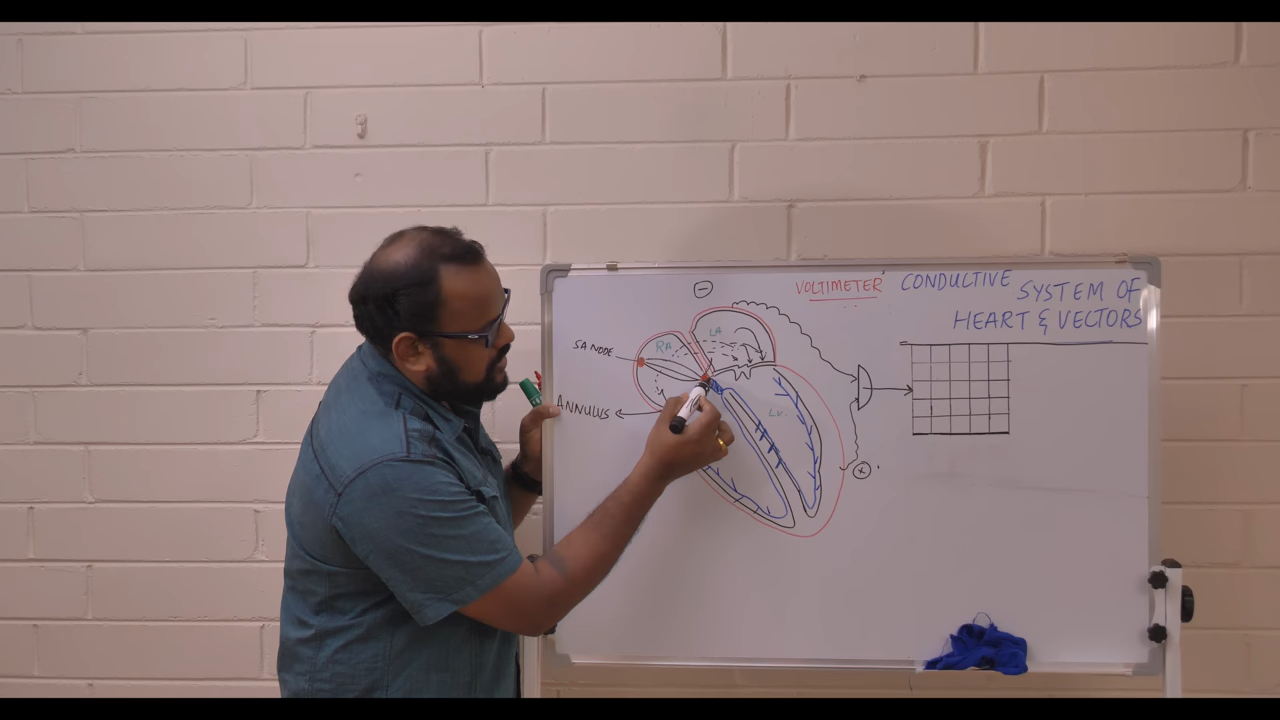 VOLTIMETER
CONDUCTIVE
SYSTEM OF
HEART & VECTORS
SA NODE
RA
LA
ANNULUS
LV.